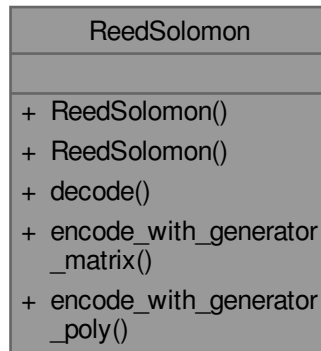 ReedSolomon
+ ReedSolomon()
+ ReedSolomon()
+ decode()
+ encode_with_generator
_matrix()
+ encode_with_generator
_poly()